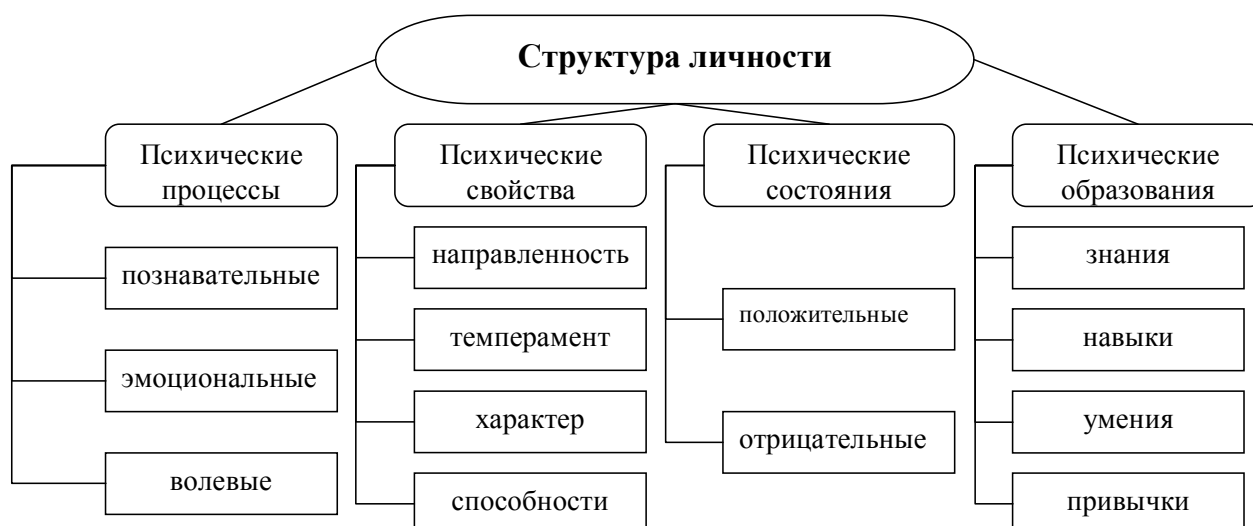 Структура личности
Психические
процессы
познавательные
эмоциональные
волевые
Психические
свойства
направленность
темперамент
характер
способности
Психические
состояния
положительные
отрицательные
Психические
образования
знания
навыки
умения
привычки